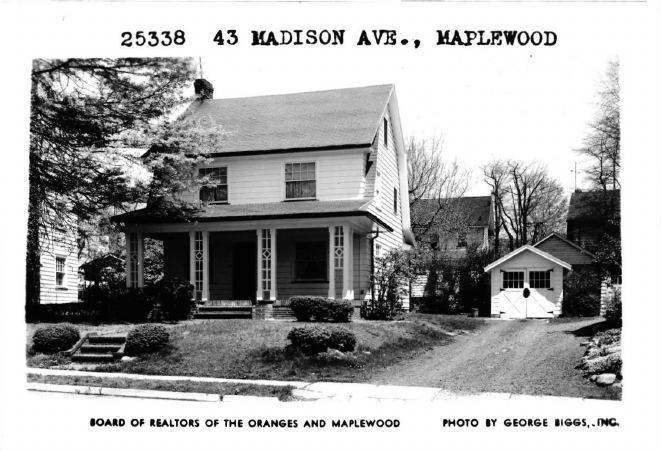 25338 43 MADISON AVE., MAPLEWOOD
BOARD OF REALTORS OF THE ORANGES AND MAPLEWOOD PHOTO BY GEORGE BIGGS, INC.